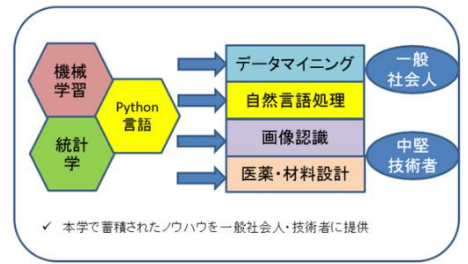 機械
学習
Python
言語
統計
学
データマイニング
自然言語処理
画像認識
医薬・材料設計
一般
社会人
中堅
技術者
✓ 本学で蓄積されたノウハウを一般社会人・技術者に提供